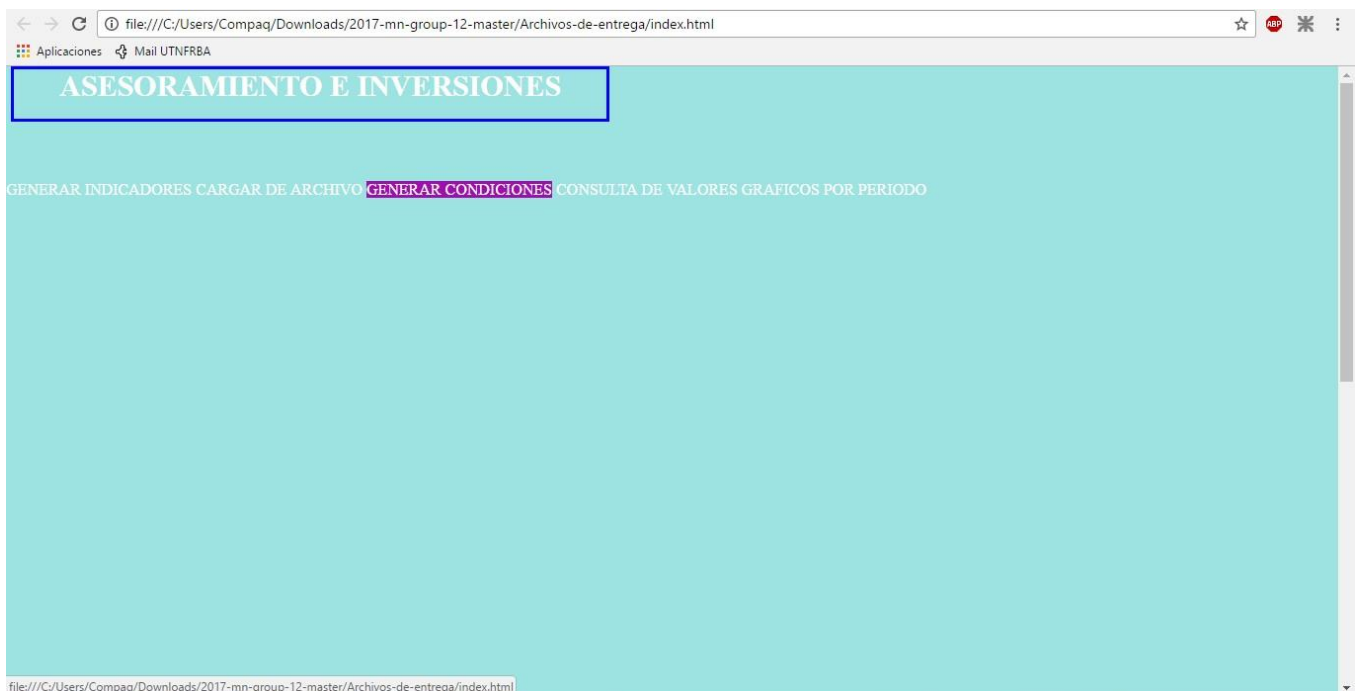 file:///C:/Users/Compaq/Downloads/2017-mn-group-12-master/Archivos-de-entrega/index.html
ABP
Aplicaciones Mail UTNFRBA
ASESORAMIENTO E INVERSIONES
GENERAR INDICADORES CARGAR DE ARCHIVO GENERAR CONDICIONES CONSULTA DE VALORES GRAFICOS POR PERIODO
file:///C:/Users/Compaq/Downloads/2017-mn-group-12-master/Archivos-de-entrega/index.html